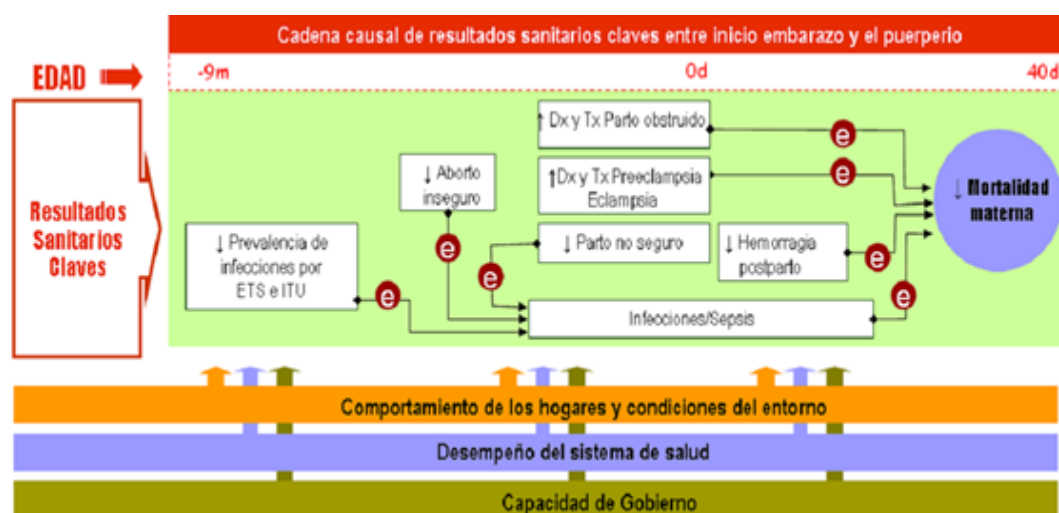 Cadena causal de resultados sanitarios claves entre inicio embarazo y el puerperio
EDAD
-9m
0d
40d
Resultados
Sanitarios
Claves
↑ Dx y Tx Parto obstruido
↓ Aborto
inseguro
↑Dx y Tx Preeclampsia
Eclampsia
↓ Mortalidad
materna
↓ Prevalencia de
infecciones por
ETS e ITU
↓ Parto no seguro
↓ Hemorragia
postparto
Infecciones/Sepsis
e
e
e
e
e
e
e
Comportamiento de los hogares y condiciones del entorno
Desempeño del sistema de salud
Capacidad de Gobierno